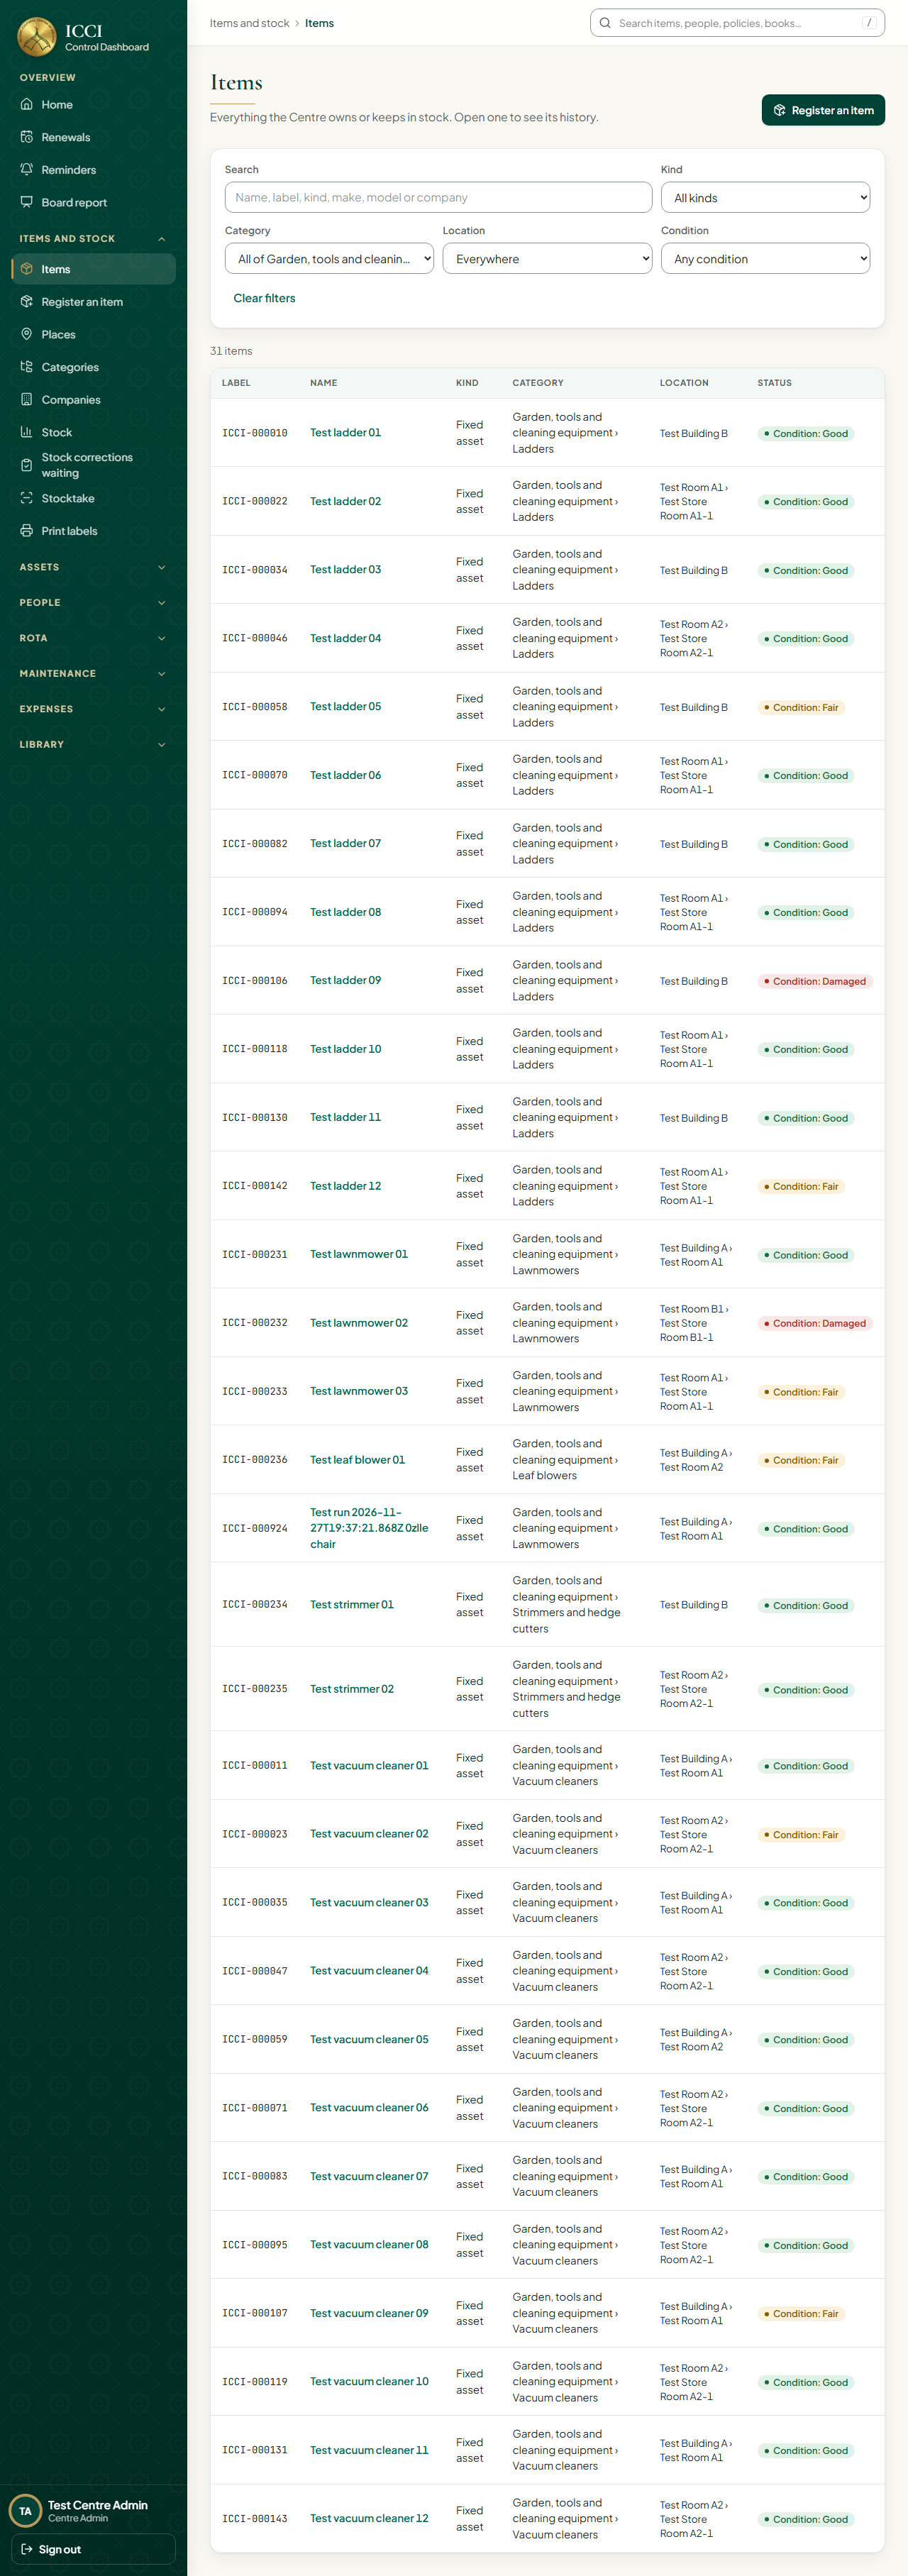 ICCI
Control Dashboard
OVERVIEW
Home
Renewals
Reminders
Board report
ITEMS AND STOCK
Items
Register an item
Places
Categories
Companies
Stock
Stock corrections
waiting
Stocktake
Print labels
ASSETS
PEOPLE
ROTA
MAINTENANCE
EXPENSES
LIBRARY
TA
Test Centre Admin
Centre Admin
Sign out
Items and stock › Items
Search items, people, policies, books...
/
Items
Everything the Centre owns or keeps in stock. Open one to see its history.
Register an item
Search
Name, label, kind, make, model or company
Kind
All kinds
Category
All of Garden, tools and cleanin...
Location
Everywhere
Condition
Any condition
Clear filters
31 items
LABEL NAME KIND CATEGORY LOCATION STATUS
ICCI-000010 Test ladder 01 Fixed asset Garden, tools and cleaning equipment › Ladders Test Building B Condition: Good
ICCI-000022 Test ladder 02 Fixed asset Garden, tools and cleaning equipment › Ladders Test Room A1 › Test Store Room A1-1 Condition: Good
ICCI-000034 Test ladder 03 Fixed asset Garden, tools and cleaning equipment › Ladders Test Building B Condition: Good
ICCI-000046 Test ladder 04 Fixed asset Garden, tools and cleaning equipment › Ladders Test Room A2 › Test Store Room A2-1 Condition: Good
ICCI-000058 Test ladder 05 Fixed asset Garden, tools and cleaning equipment › Ladders Test Building B Condition: Fair
ICCI-000070 Test ladder 06 Fixed asset Garden, tools and cleaning equipment › Ladders Test Room A1 › Test Store Room A1-1 Condition: Good
ICCI-000082 Test ladder 07 Fixed asset Garden, tools and cleaning equipment › Ladders Test Building B Condition: Good
ICCI-000094 Test ladder 08 Fixed asset Garden, tools and cleaning equipment › Ladders Test Room A1 › Test Store Room A1-1 Condition: Good
ICCI-000106 Test ladder 09 Fixed asset Garden, tools and cleaning equipment › Ladders Test Building B Condition: Damaged
ICCI-000118 Test ladder 10 Fixed asset Garden, tools and cleaning equipment › Ladders Test Room A1 › Test Store Room A1-1 Condition: Good
ICCI-000130 Test ladder 11 Fixed asset Garden, tools and cleaning equipment › Ladders Test Building B Condition: Good
ICCI-000142 Test ladder 12 Fixed asset Garden, tools and cleaning equipment › Ladders Test Room A1 › Test Store Room A1-1 Condition: Fair
ICCI-000231 Test lawnmower 01 Fixed asset Garden, tools and cleaning equipment › Lawnmowers Test Building A › Test Room A1 Condition: Good
ICCI-000232 Test lawnmower 02 Fixed asset Garden, tools and cleaning equipment › Lawnmowers Test Room B1 › Test Store Room B1-1 Condition: Damaged
ICCI-000233 Test lawnmower 03 Fixed asset Garden, tools and cleaning equipment › Lawnmowers Test Room A1 › Test Store Room A1-1 Condition: Fair
ICCI-000236 Test leaf blower 01 Fixed asset Garden, tools and cleaning equipment › Leaf blowers Test Building A › Test Room A2 Condition: Fair
ICCI-000924 Test run 2026-11-27T19:37:21.868Z 0zlle chair Fixed asset Garden, tools and cleaning equipment › Lawnmowers Test Building A › Test Room A1 Condition: Good
ICCI-000234 Test strimmer 01 Fixed asset Garden, tools and cleaning equipment › Strimmers and hedge cutters Test Building B Condition: Good
ICCI-000235 Test strimmer 02 Fixed asset Garden, tools and cleaning equipment › Strimmers and hedge cutters Test Room A2 › Test Store Room A2-1 Condition: Good
ICCI-000011 Test vacuum cleaner 01 Fixed asset Garden, tools and cleaning equipment › Vacuum cleaners Test Building A › Test Room A1 Condition: Good
ICCI-000023 Test vacuum cleaner 02 Fixed asset Garden, tools and cleaning equipment › Vacuum cleaners Test Room A2 › Test Store Room A2-1 Condition: Fair
ICCI-000035 Test vacuum cleaner 03 Fixed asset Garden, tools and cleaning equipment › Vacuum cleaners Test Building A › Test Room A1 Condition: Good
ICCI-000047 Test vacuum cleaner 04 Fixed asset Garden, tools and cleaning equipment › Vacuum cleaners Test Room A2 › Test Store Room A2-1 Condition: Good
ICCI-000059 Test vacuum cleaner 05 Fixed asset Garden, tools and cleaning equipment › Vacuum cleaners Test Building A › Test Room A2 Condition: Good
ICCI-000071 Test vacuum cleaner 06 Fixed asset Garden, tools and cleaning equipment › Vacuum cleaners Test Room A2 › Test Store Room A2-1 Condition: Good
ICCI-000083 Test vacuum cleaner 07 Fixed asset Garden, tools and cleaning equipment › Vacuum cleaners Test Building A › Test Room A1 Condition: Good
ICCI-000095 Test vacuum cleaner 08 Fixed asset Garden, tools and cleaning equipment › Vacuum cleaners Test Room A2 › Test Store Room A2-1 Condition: Good
ICCI-000107 Test vacuum cleaner 09 Fixed asset Garden, tools and cleaning equipment › Vacuum cleaners Test Building A › Test Room A1 Condition: Fair
ICCI-000119 Test vacuum cleaner 10 Fixed asset Garden, tools and cleaning equipment › Vacuum cleaners Test Room A2 › Test Store Room A2-1 Condition: Good
ICCI-000131 Test vacuum cleaner 11 Fixed asset Garden, tools and cleaning equipment › Vacuum cleaners Test Building A › Test Room A1 Condition: Good
ICCI-000143 Test vacuum cleaner 12 Fixed asset Garden, tools and cleaning equipment › Vacuum cleaners Test Room A2 › Test Store Room A2-1 Condition: Good